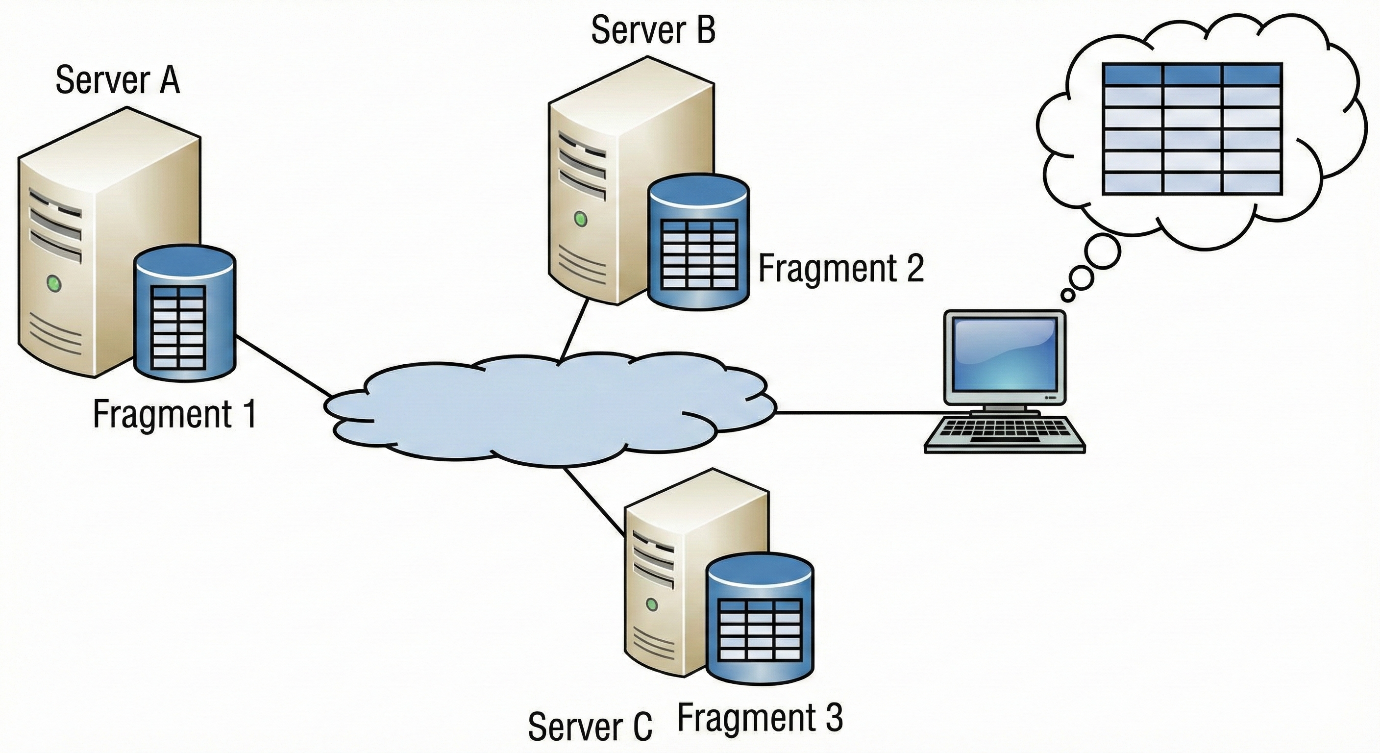 Server A
Server B
Fragment 1
Fragment 2
Server C
Fragment 3